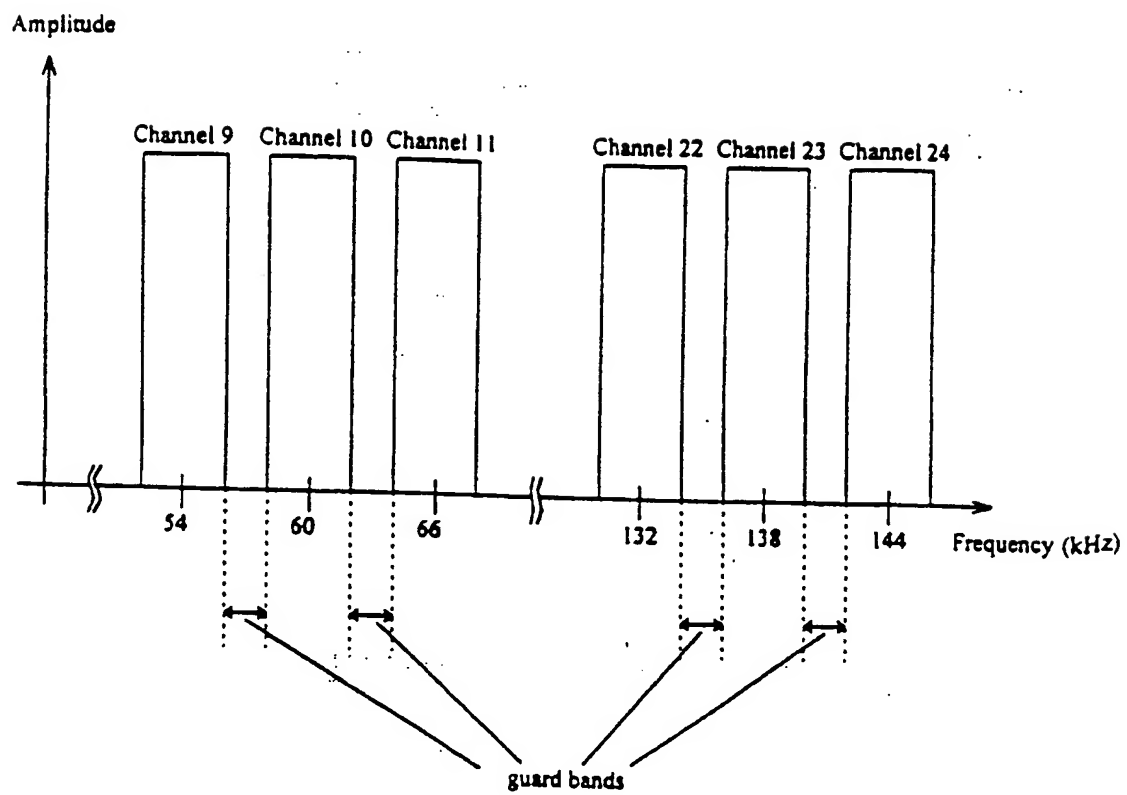 Amplitude
Channel 9 Channel 10 Channel 11
Channel 22 Channel 23 Channel 24
54 60 66 132 138 144
Frequency (kHz)
guard bands